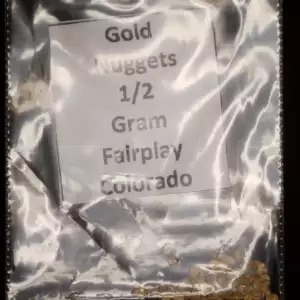 Gold
Nuggets
1/2
Gram
Fairplay
Colorado